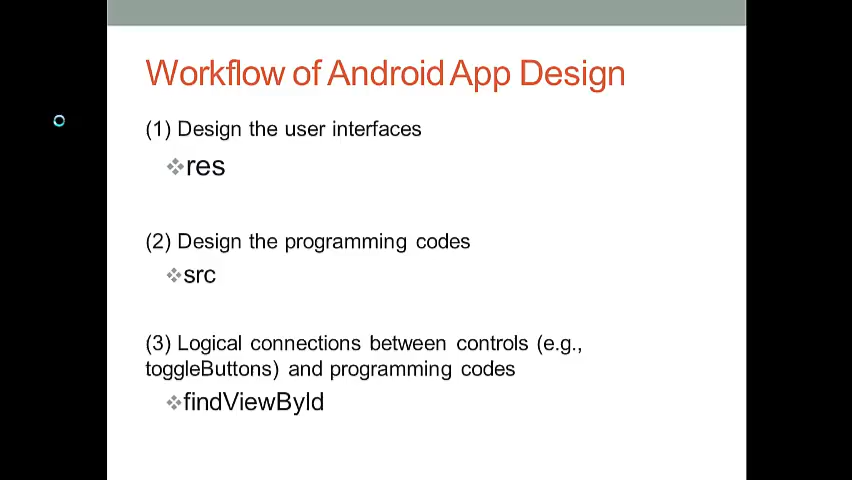 Workflow of Android App Design
(1) Design the user interfaces
❖res
(2) Design the programming codes
❖src
(3) Logical connections between controls (e.g.,
toggleButtons) and programming codes
❖findViewById